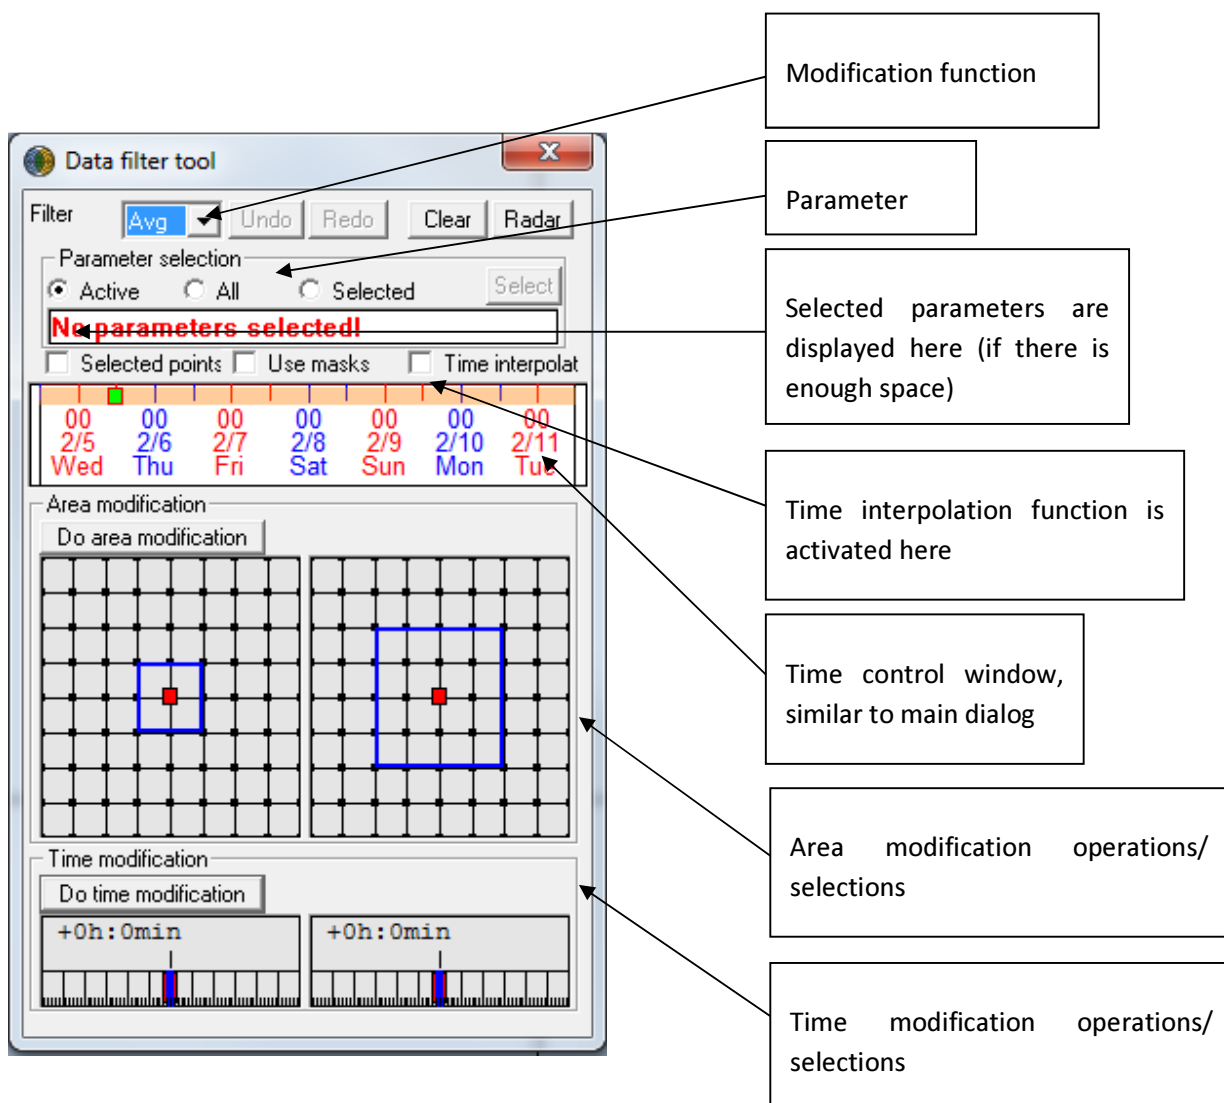 Modification function
Data filter tool
Parameter
Filter
Avg
Undo
Redo
Clear
Radar
Parameter selection
Active
All
Selected
Select
No parameters selected!
Selected parameters are
displayed here (if there is
enough space)
Selected points
Use masks
Time interpolat
00 00 00 00 00 00 00
2/5 2/6 2/7 2/8 2/9 2/10 2/11
Wed Thu Fri Sat Sun Mon Tue
Time interpolation function is
activated here
Area modification
Do area modification
Time control window,
similar to main dialog
Area modification operations/
selections
Time modification
Do time modification
+0h:0min
+0h:0min
Time modification operations/
selections